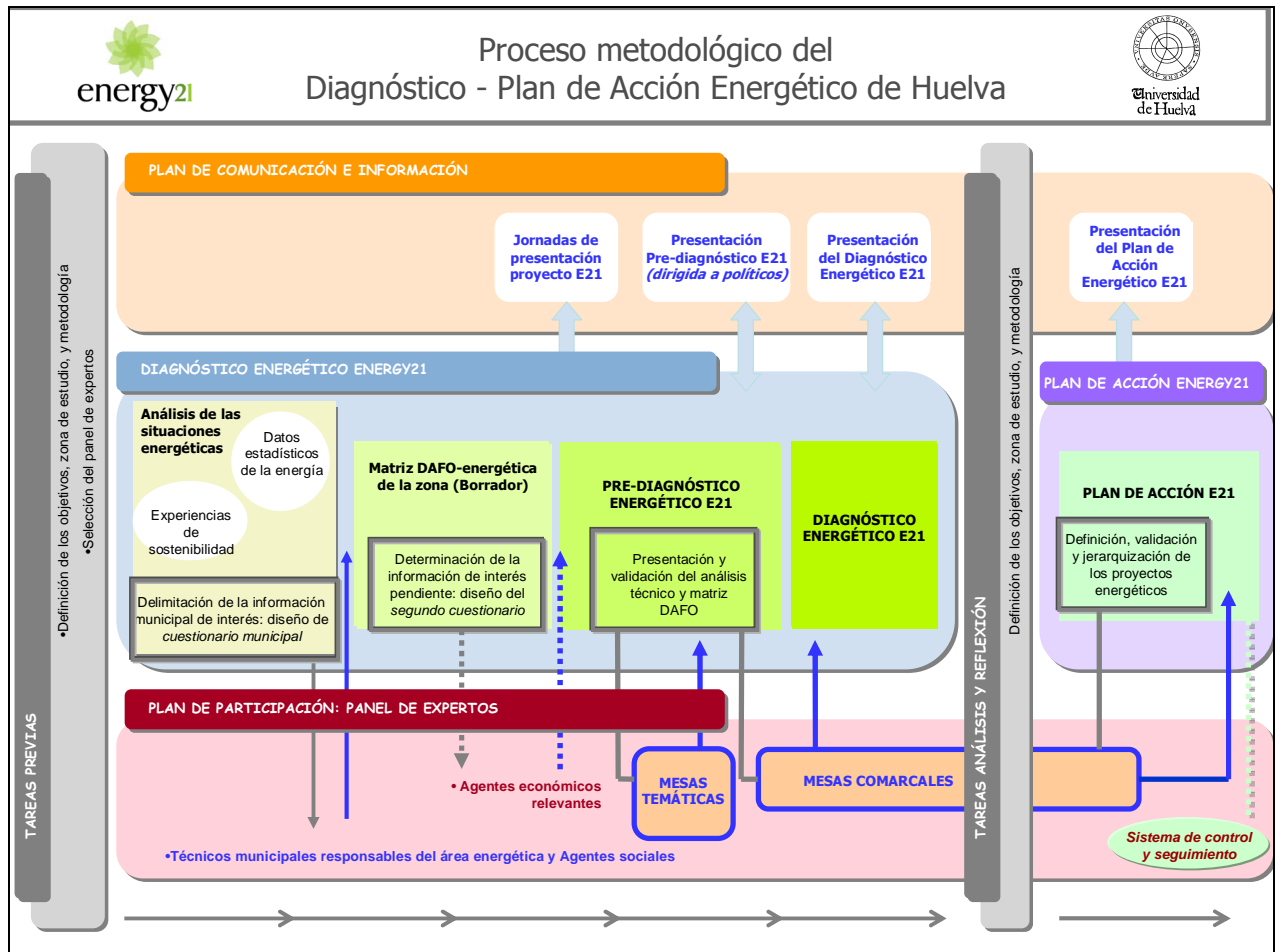 energy21
Proceso metodológico del
Diagnóstico - Plan de Acción Energético de Huelva
UNIVERSITAS ONUBENSIS
SAPERE AUDE
Universidad
de Huelva
TAREAS PREVIAS
•Definición de los objetivos, zona de estudio, y metodología
•Selección del panel de expertos
PLAN DE COMUNICACIÓN E INFORMACIÓN
Jornadas de
presentación
proyecto E21
Presentación
Pre-diagnóstico E21
(dirigida a políticos)
Presentación
del Diagnóstico
Energético E21
Presentación
del Plan de
Acción
Energético E21
DIAGNÓSTICO ENERGÉTICO ENERGY21
Análisis de las
situaciones
energéticas
Datos
estadísticos
de la energía
Experiencias
de
sostenibilidad
Delimitación de la información
municipal de interés: diseño de
cuestionario municipal
Matriz DAFO-energética
de la zona (Borrador)
Determinación de la
información de interés
pendiente: diseño del
segundo cuestionario
PRE-DIAGNÓSTICO
ENERGÉTICO E21
Presentación y
validación del análisis
técnico y matriz
DAFO
DIAGNÓSTICO
ENERGÉTICO E21
TAREAS ANÁLISIS Y REFLEXIÓN
Definición de los objetivos, zona de estudio, y metodología
PLAN DE ACCIÓN ENERGY21
PLAN DE ACCIÓN E21
Definición, validación
y jerarquización de
los proyectos
energéticos
PLAN DE PARTICIPACIÓN: PANEL DE EXPERTOS
• Agentes económicos
relevantes
MESAS
TEMÁTICAS
MESAS COMARCALES
•Técnicos municipales responsables del área energética y Agentes sociales
Sistema de control
y seguimiento